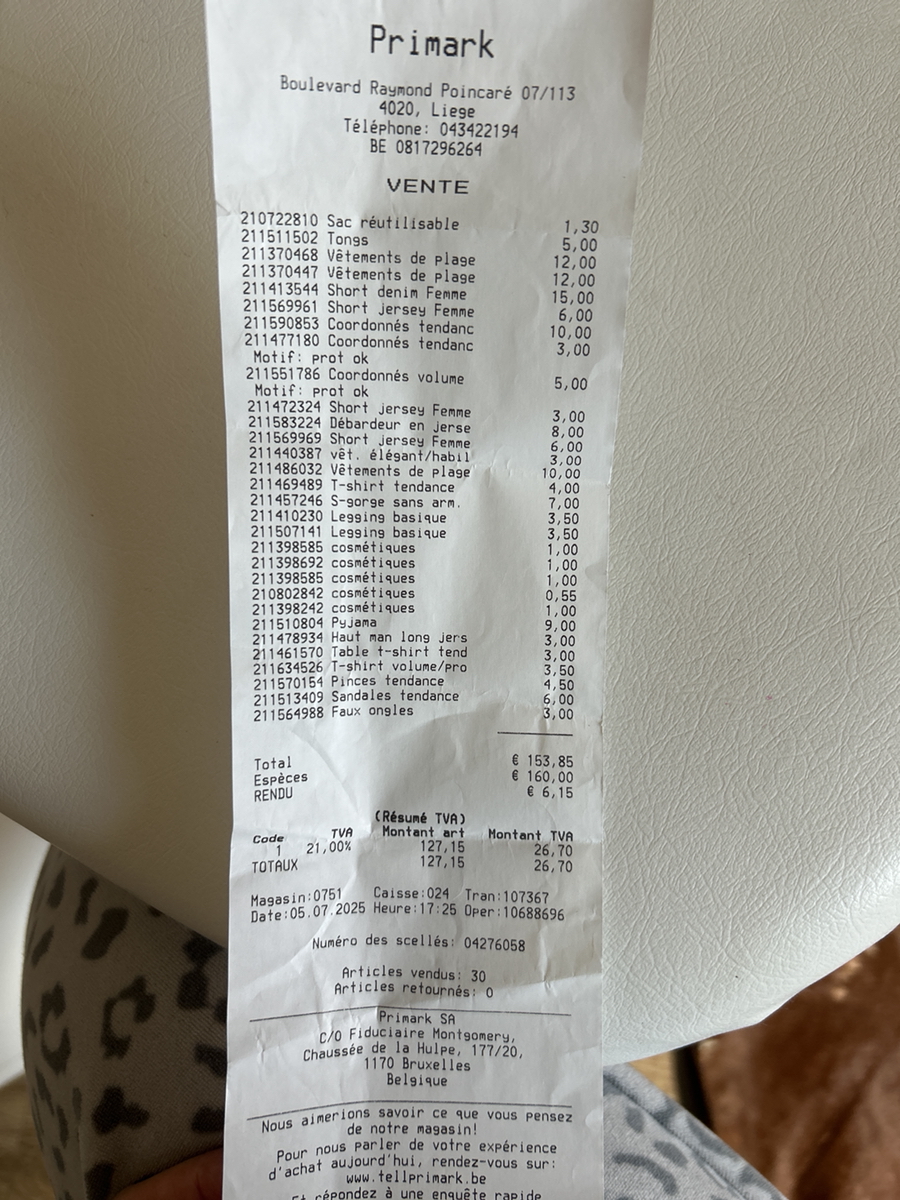 Primark
Boulevard Raymond Poincaré 07/113
4020, Liege
Téléphone: 043422194
BE 0817296264
VENTE
210722810 Sac réutilisable 1,30
211511502 Tongs 5,00
211370468 Vêtements de plage 12,00
211370447 Vêtements de plage 12,00
211413544 Short denim Femme 15,00
211569961 Short jersey Femme 6,00
211590853 Coordonnés tendanc 10,00
211477180 Coordonnés tendanc 3,00
Motif: prot ok
211551786 Coordonnés volume 5,00
Motif: prot ok
211472324 Short jersey Femme 3,00
211583224 Débardeur en jerse 8,00
211569969 Short jersey Femme 6,00
211440387 vêt. élégant/habil 3,00
211486032 Vêtements de plage 10,00
211469489 T-shirt tendance 4,00
211457246 S-gorge sans arm. 7,00
211410230 Legging basique 3,50
211507141 Legging basique 3,50
211398585 cosmétiques 1,00
211398692 cosmétiques 1,00
211398585 cosmétiques 1,00
210802842 cosmétiques 0,55
211398242 cosmétiques 1,00
211510804 Pyjama 9,00
211478934 Haut man long jers 3,00
211461570 Table t-shirt tend 3,00
211634526 T-shirt volume/pro 3,50
211570154 Pinces tendance 4,50
211513409 Sandales tendance 6,00
211564988 Faux ongles 3,00
Total € 153,85
Espèces € 160,00
RENDU € 6,15
(Résumé TVA)
Code TVA Montant art Montant TVA
1 21,00% 127,15 26,70
TOTAUX 127,15 26,70
Magasin:0751 Caisse:024 Tran:107367
Date:05.07.2025 Heure:17:25 Oper:10688696
Numéro des scellés: 04276058
Articles vendus: 30
Articles retournés: 0
Primark SA
C/O Fiduciaire Montgomery,
Chaussée de la Hulpe, 177/20,
1170 Bruxelles
Belgique
Nous aimerions savoir ce que vous pensez
de notre magasin!
Pour nous parler de votre expérience
d'achat aujourd'hui, rendez-vous sur:
www.tellprimark.be
Et répondez à une enquête rapide